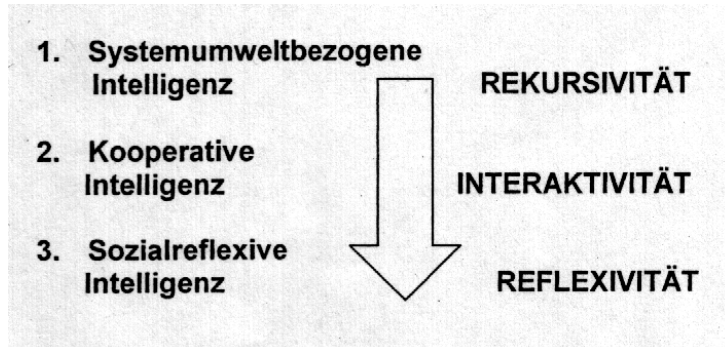 1. Systemumweltbezogene
Intelligenz REKURSIVITÄT
2. Kooperative
Intelligenz INTERAKTIVITÄT
3. Sozialreflexive
Intelligenz REFLEXIVITÄT